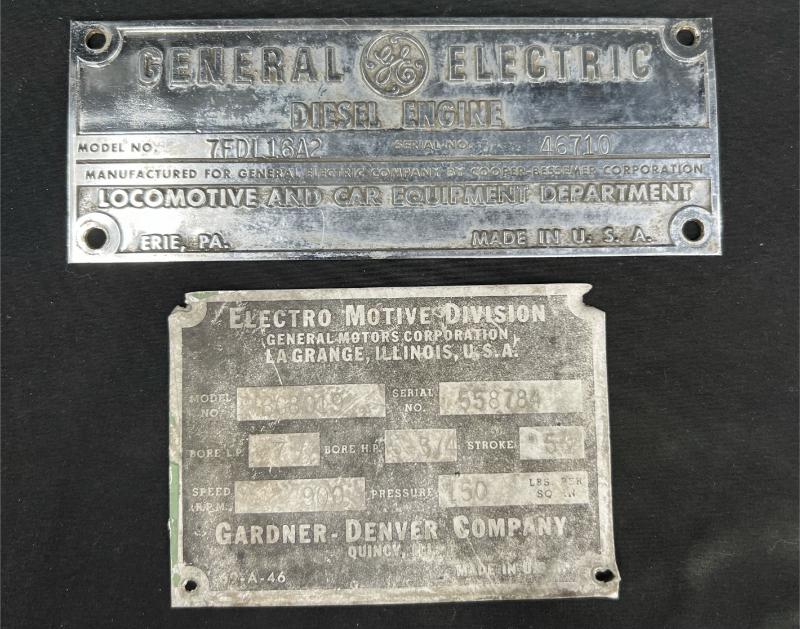 GENERAL GE ELECTRIC
DIESEL ENGINE
MODEL NO. 7FDL16A2 SERIAL NO. 46710
MANUFACTURED FOR GENERAL ELECTRIC COMPANY BY COOPER-BESSEMER CORPORATION
LOCOMOTIVE AND CAR EQUIPMENT DEPARTMENT
ERIE, PA. MADE IN U. S. A.
ELECTRO MOTIVE DIVISION
GENERAL MOTORS CORPORATION
LA GRANGE, ILLINOIS, U.S.A.
MODEL NO. SERIAL NO. 558784
BORE L.P. 7 BORE H.P. STROKE
SPEED (R.P.M.) 900 PRESSURE 150 LBS. PER SQ. IN
GARDNER-DENVER COMPANY
QUINCY, ILL.
MADE IN U.